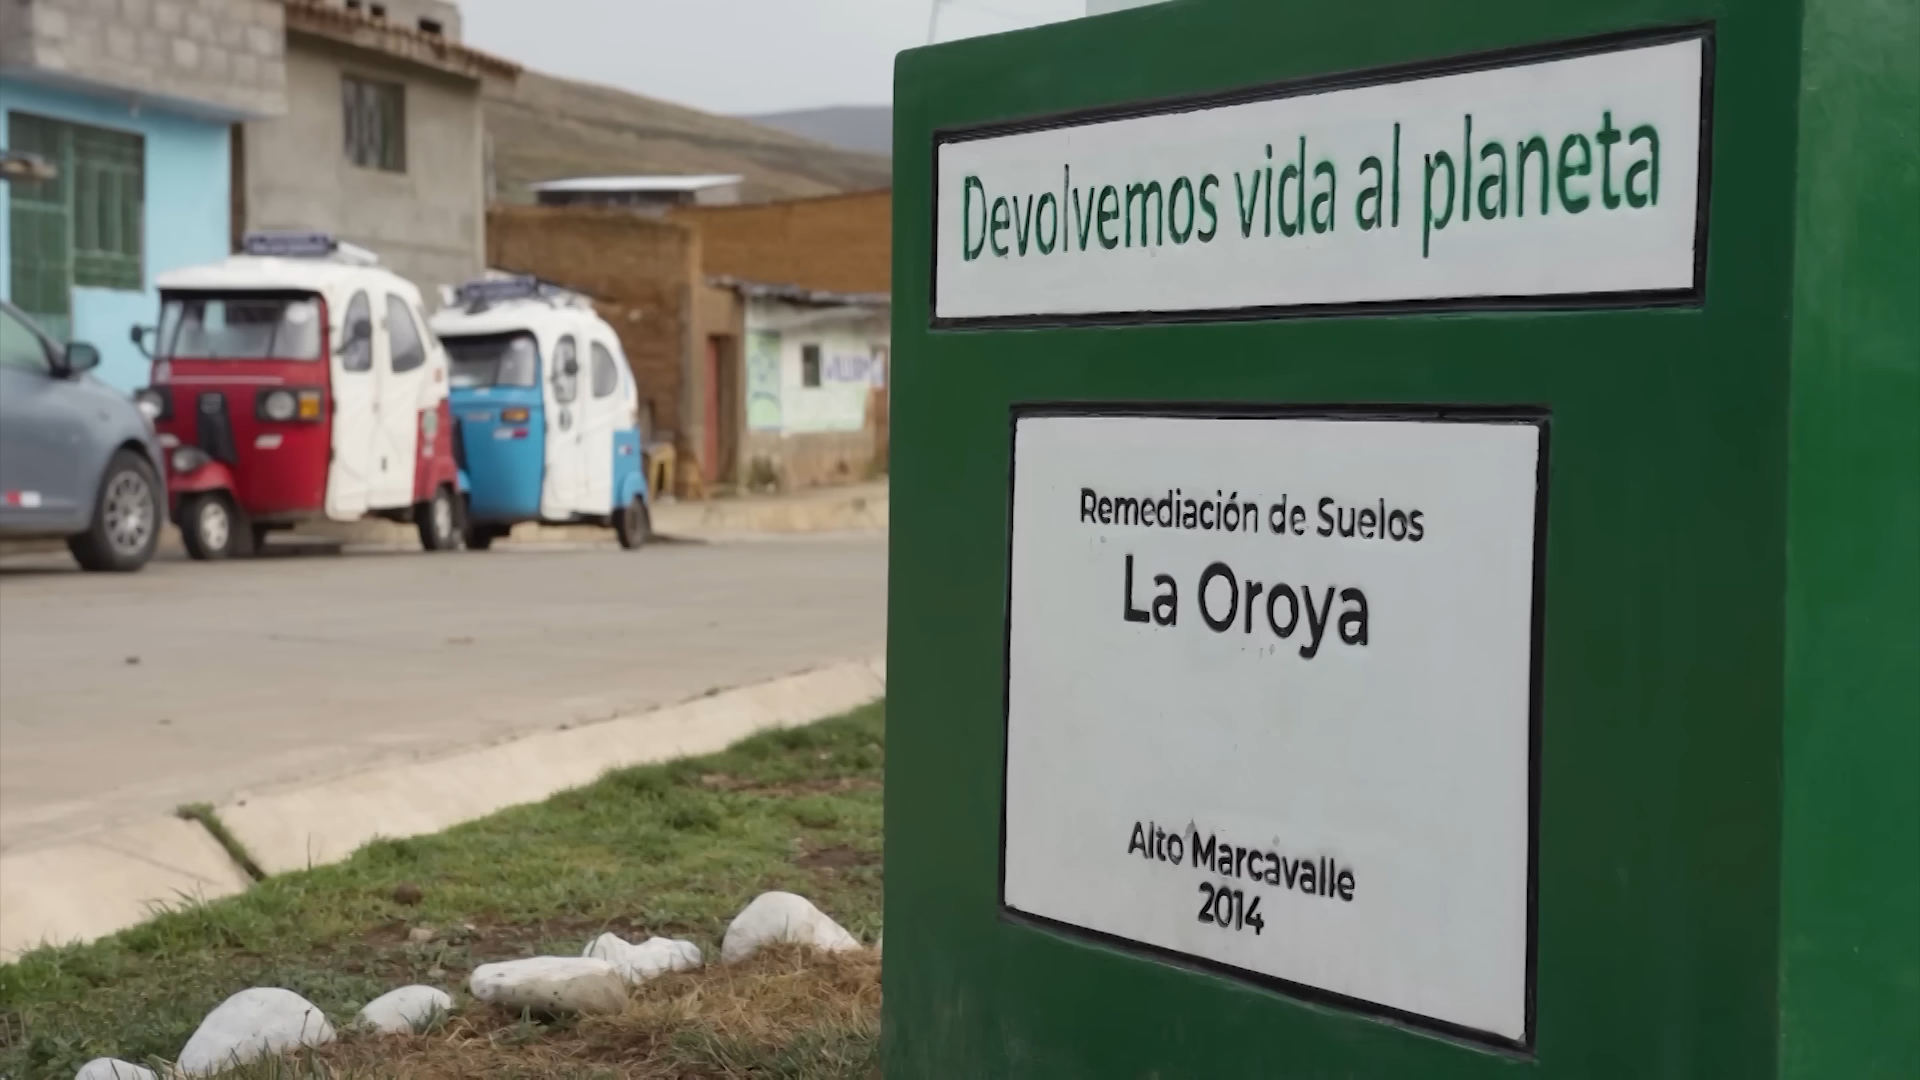 Devolvemos vida al planeta
Remediación de Suelos
La Oroya
Alto Marcavalle
2014